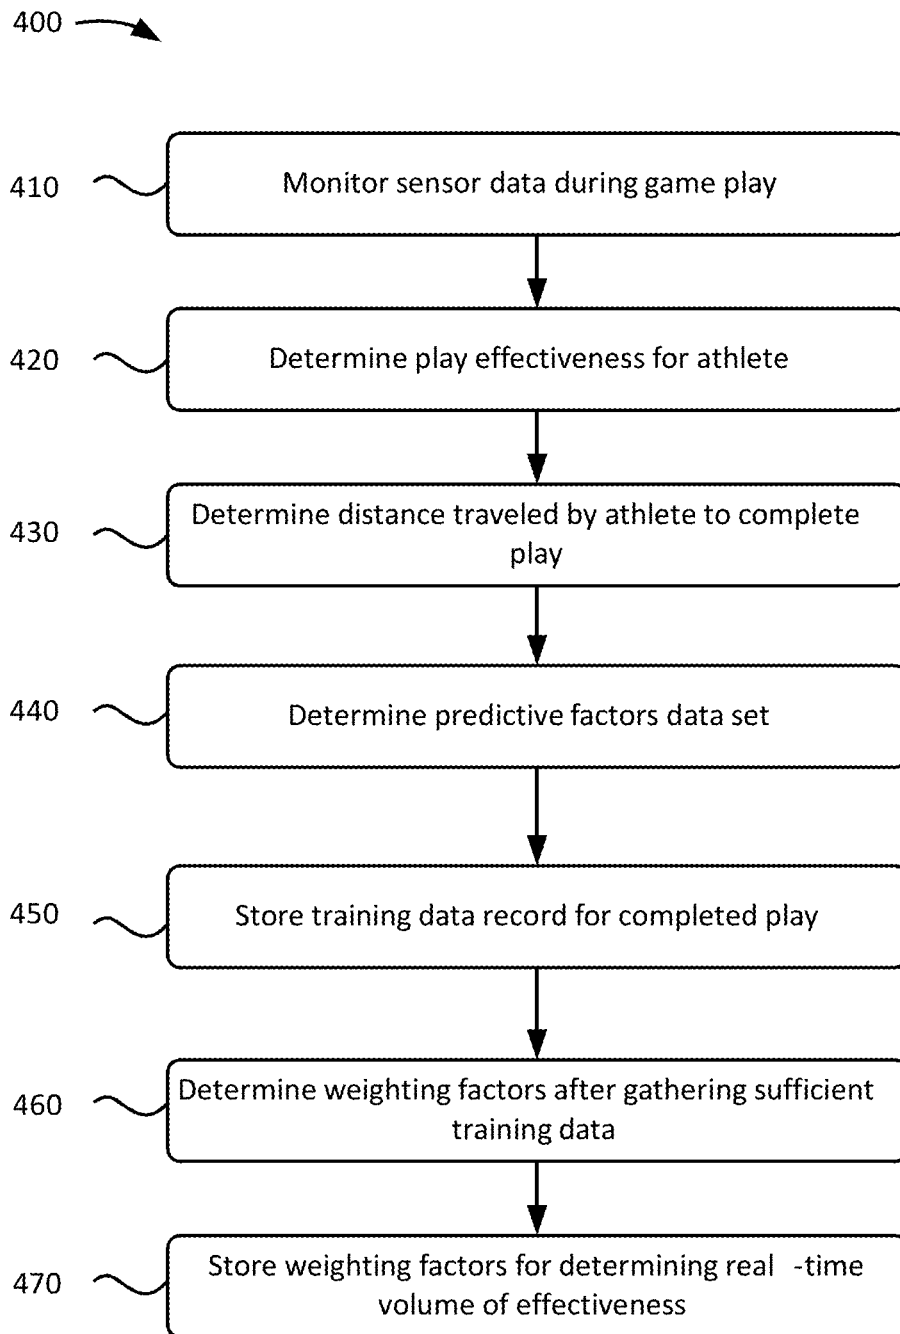 400
410
Monitor sensor data during game play
420
Determine play effectiveness for athlete
430
Determine distance traveled by athlete to complete
play
440
Determine predictive factors data set
450
Store training data record for completed play
460
Determine weighting factors after gathering sufficient
training data
470
Store weighting factors for determining real -time
volume of effectiveness